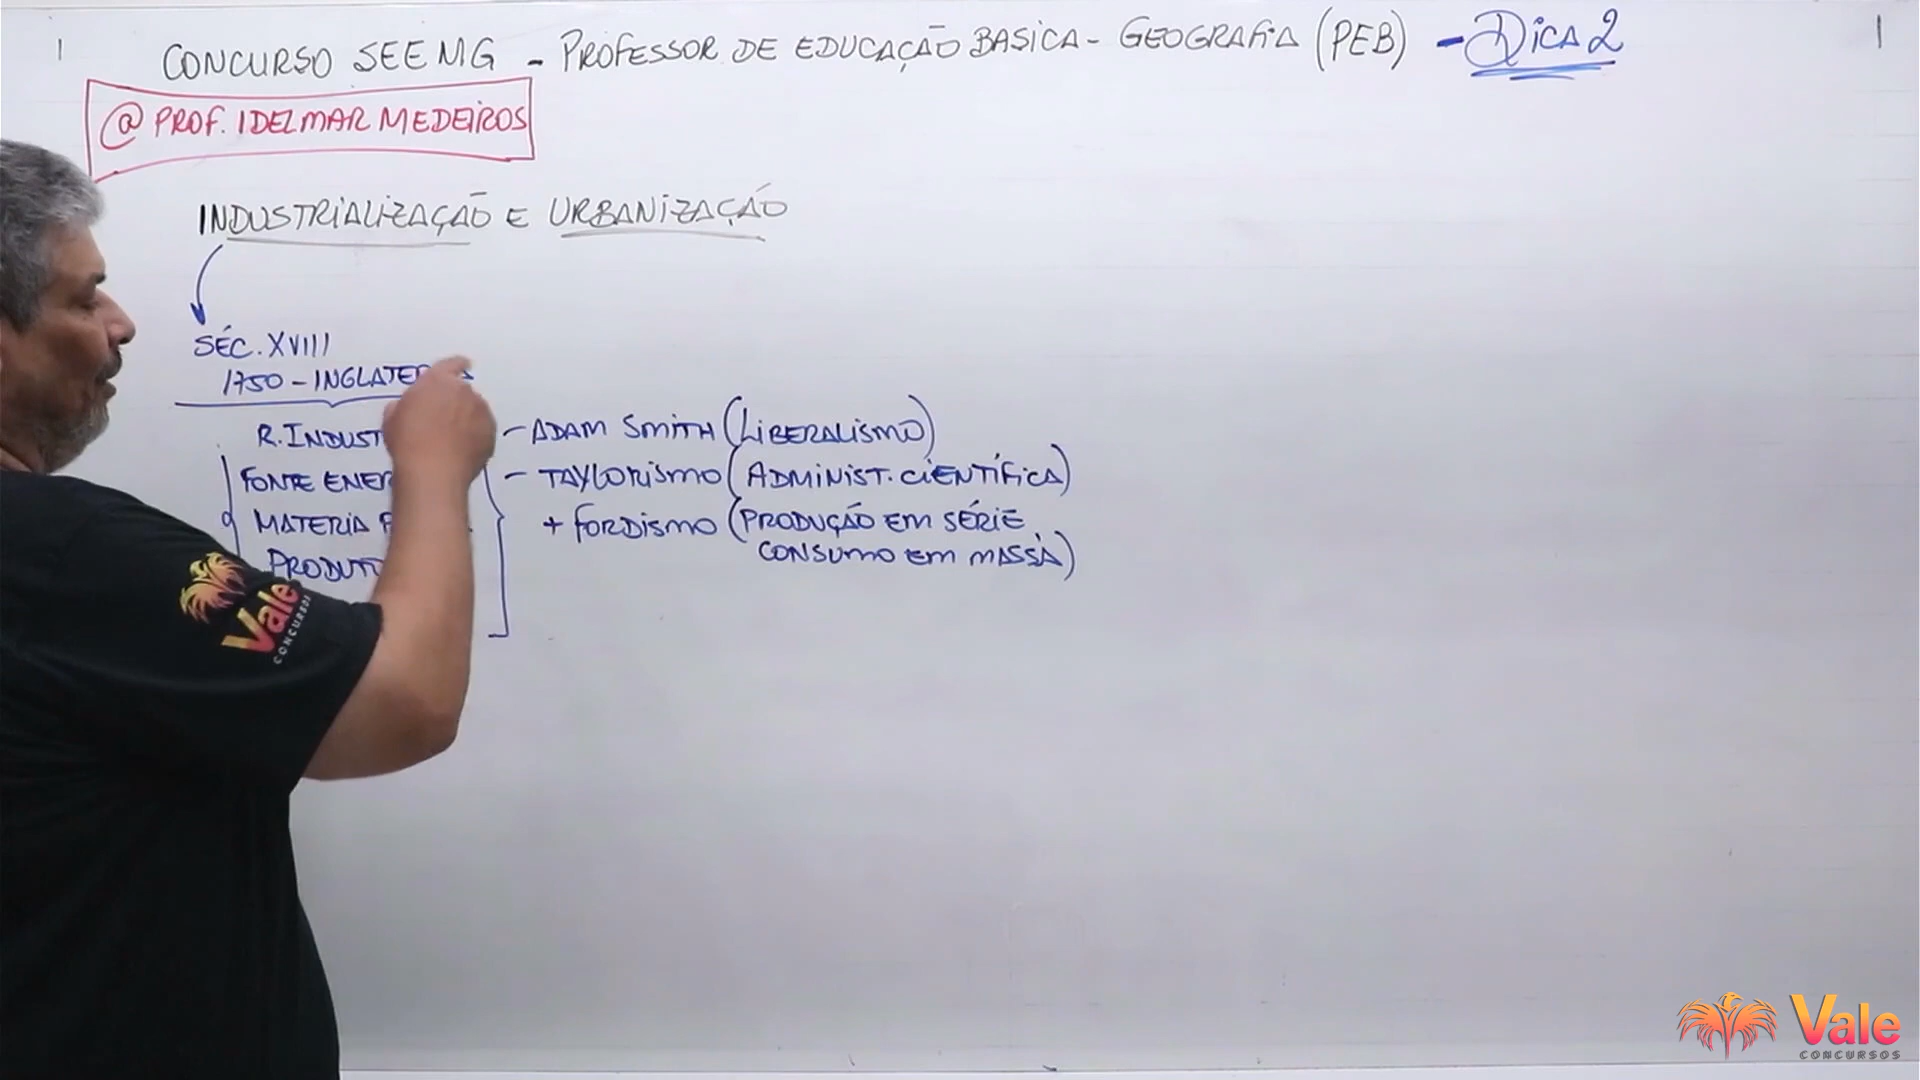 CONCURSO SEE MG - PROFESSOR DE EDUCAÇÃO BASICA - GEOGRAFIA (PEB) - DICA 2
@ PROF. IDELMAR MEDEIROS
INDUSTRIALIZAÇÃO E URBANIZAÇÃO
SÉC. XVIII
1750 - INGLATE
R. INDUST
FONTE ENER
MATERIA P
PRODUTO
- ADAM SMITH (LIBERALISMO)
- TAYLORISMO (ADMINIST. CIENTÍFICA)
+ FORDISMO (PRODUÇÃO EM SÉRIE
CONSUMO EM MASSA)
Vale
CONCURSOS
Vale
CONCURSOS